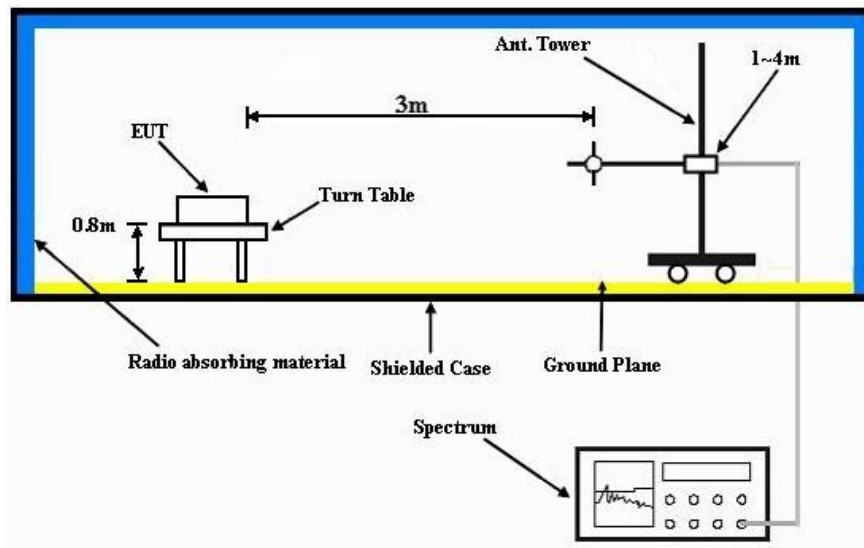 Ant. Tower
1~4m
3m
EUT
Turn Table
0.8m
Radio absorbing material
Shielded Case
Ground Plane
Spectrum